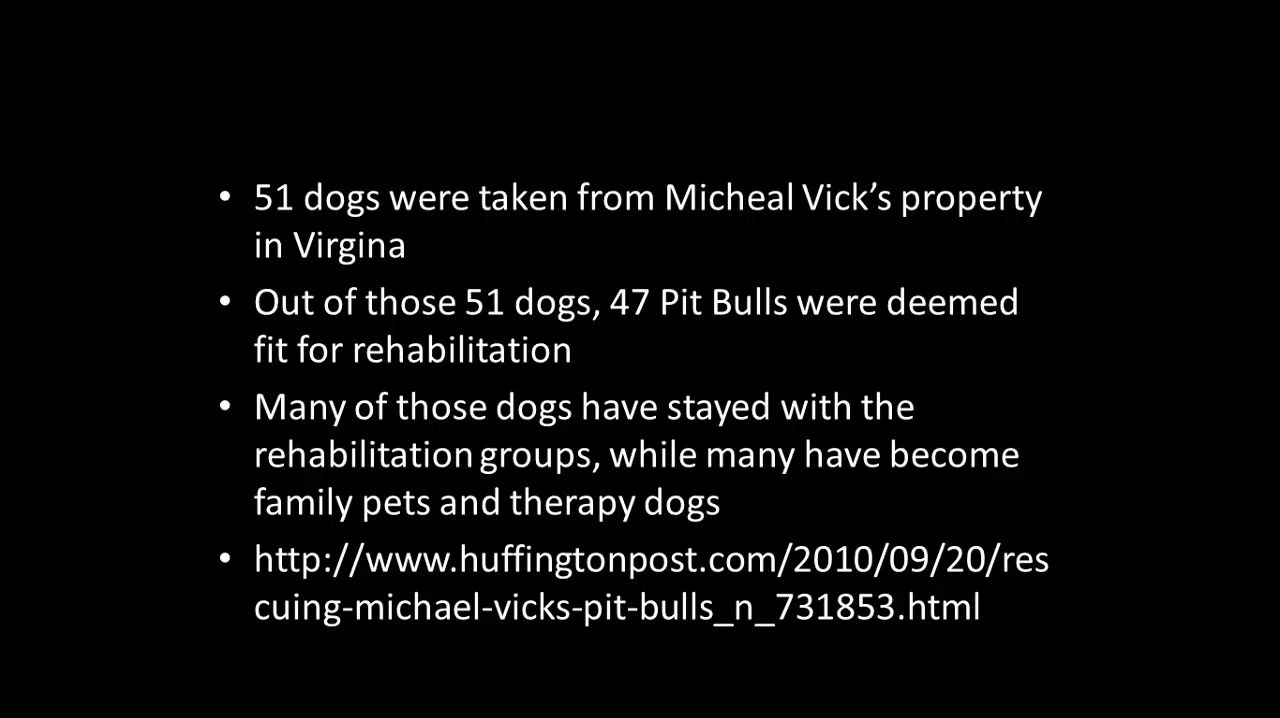 • 51 dogs were taken from Micheal Vick’s property
in Virgina
• Out of those 51 dogs, 47 Pit Bulls were deemed
fit for rehabilitation
• Many of those dogs have stayed with the
rehabilitation groups, while many have become
family pets and therapy dogs
• http://www.huffingtonpost.com/2010/09/20/res
cuing-michael-vicks-pit-bulls_n_731853.html